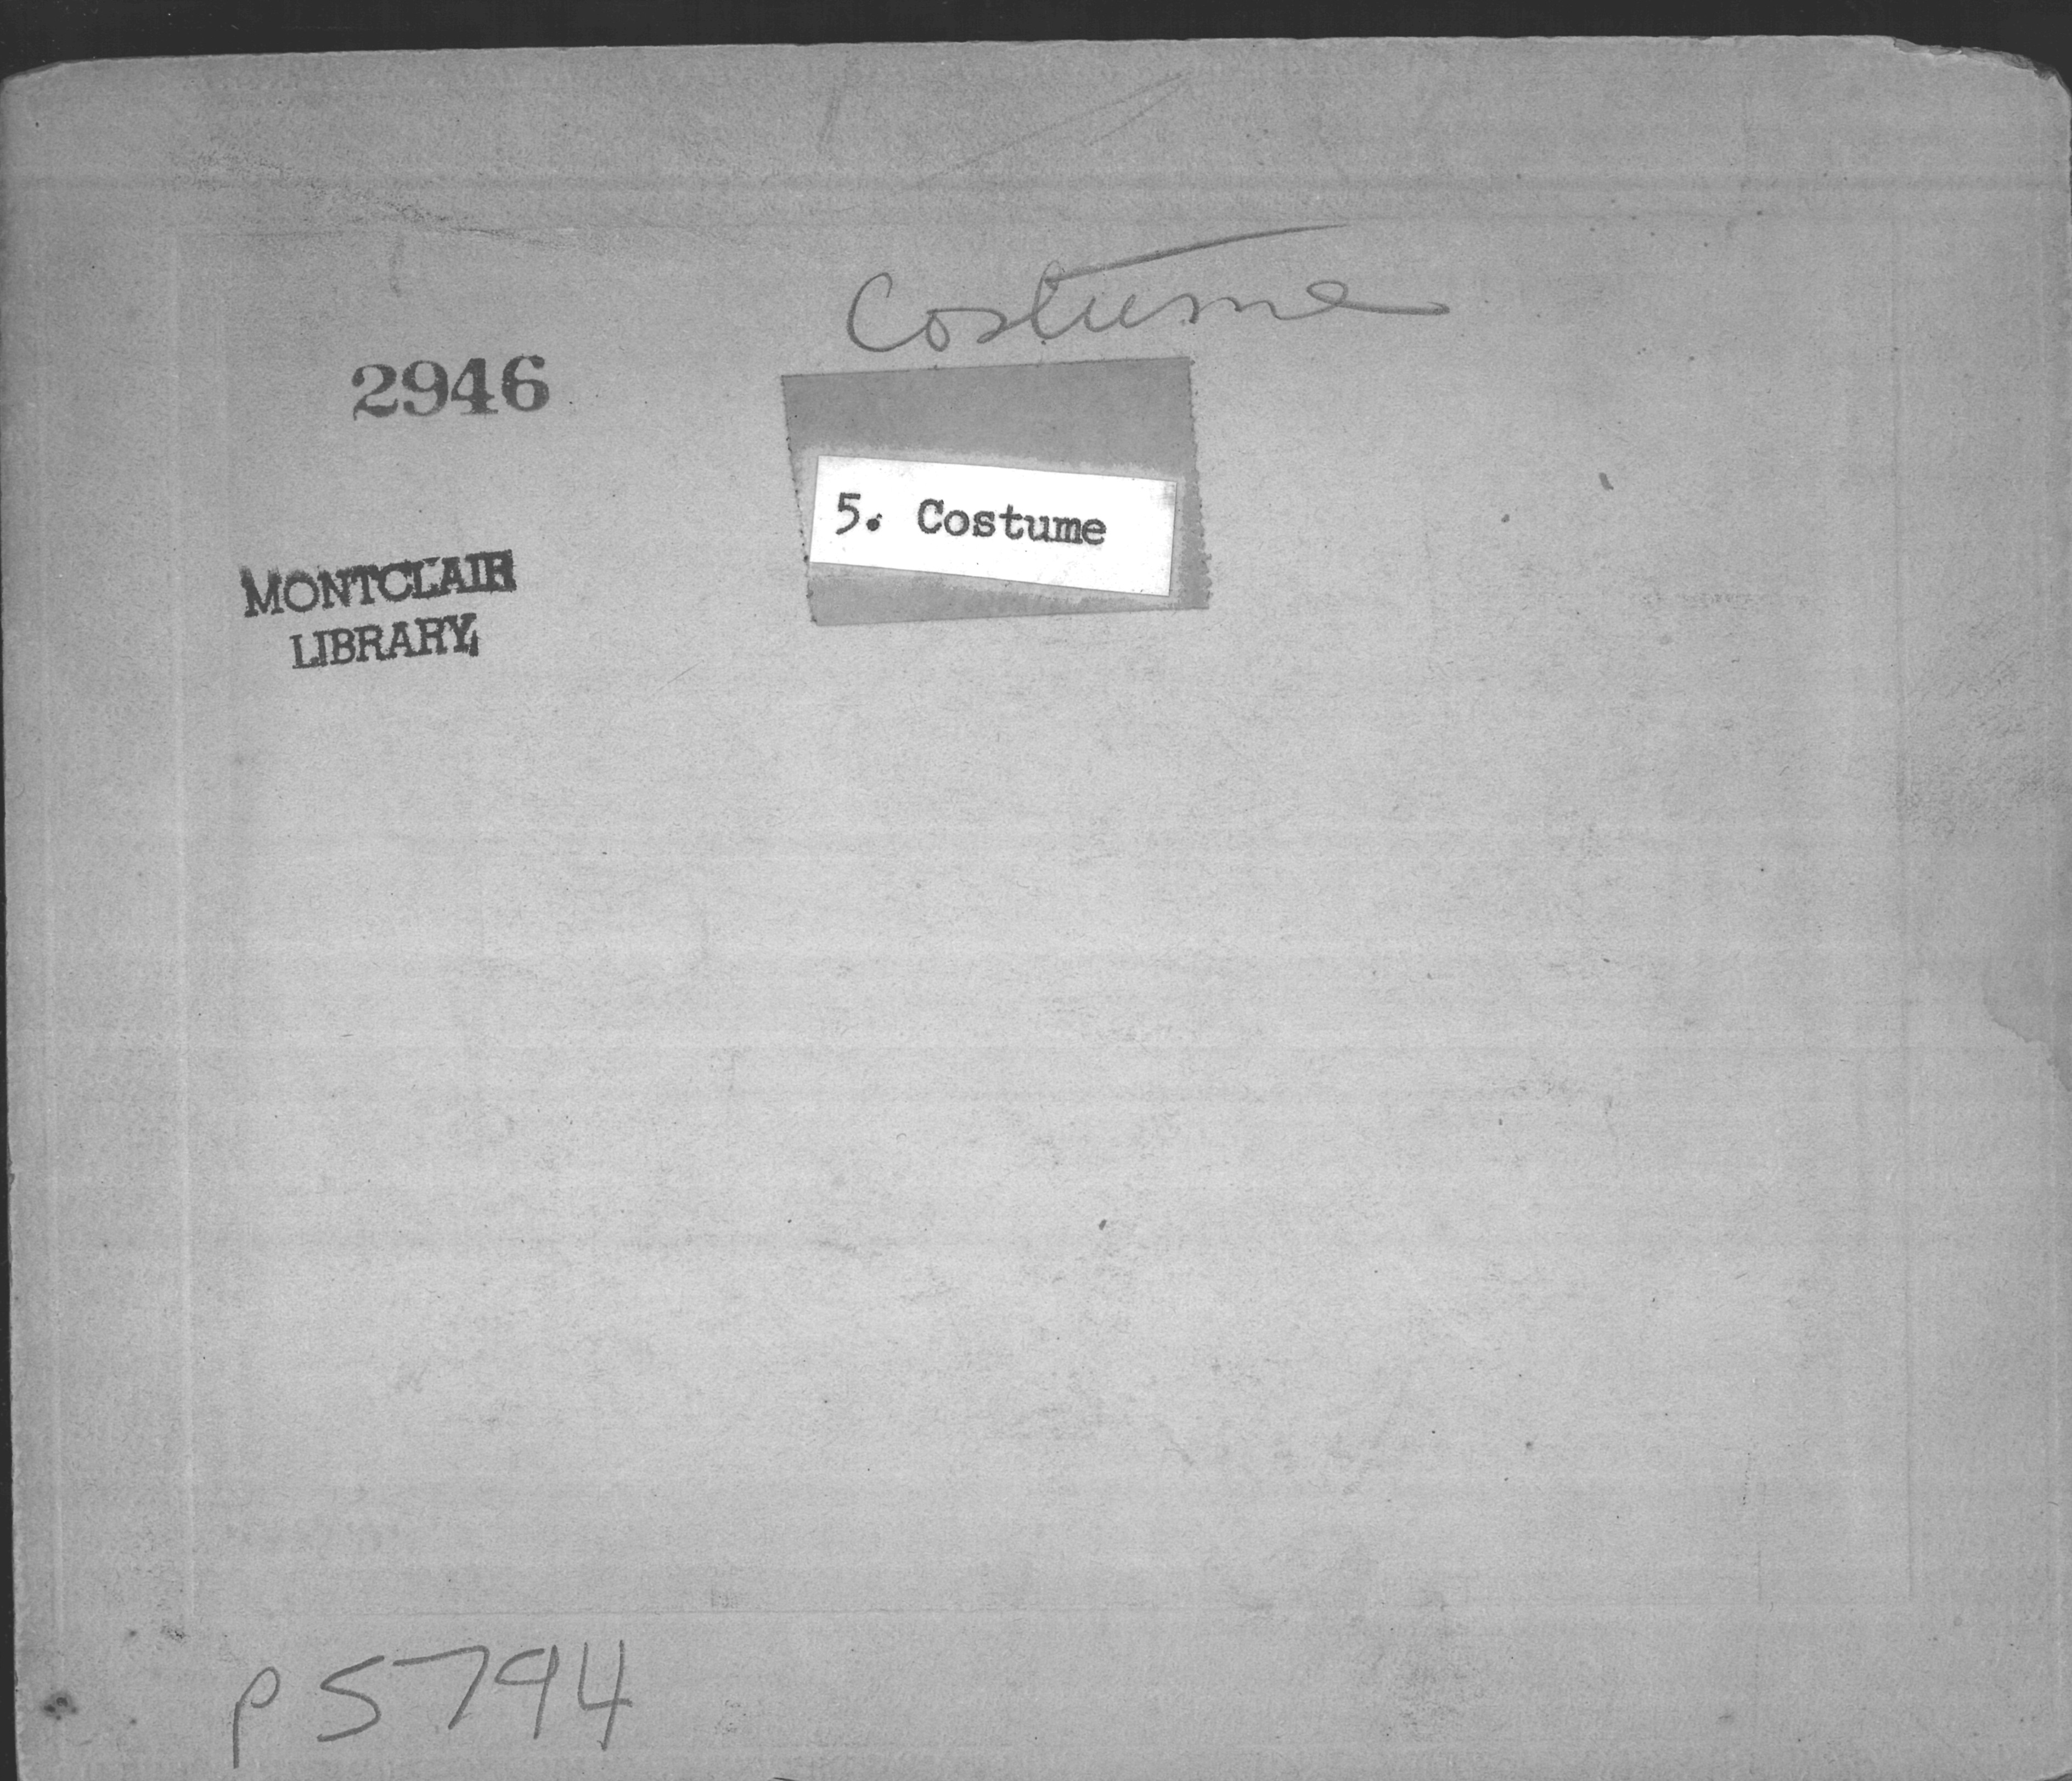 Costume
2946
5. Costume
MONTCLAIR
LIBRARY
p5794